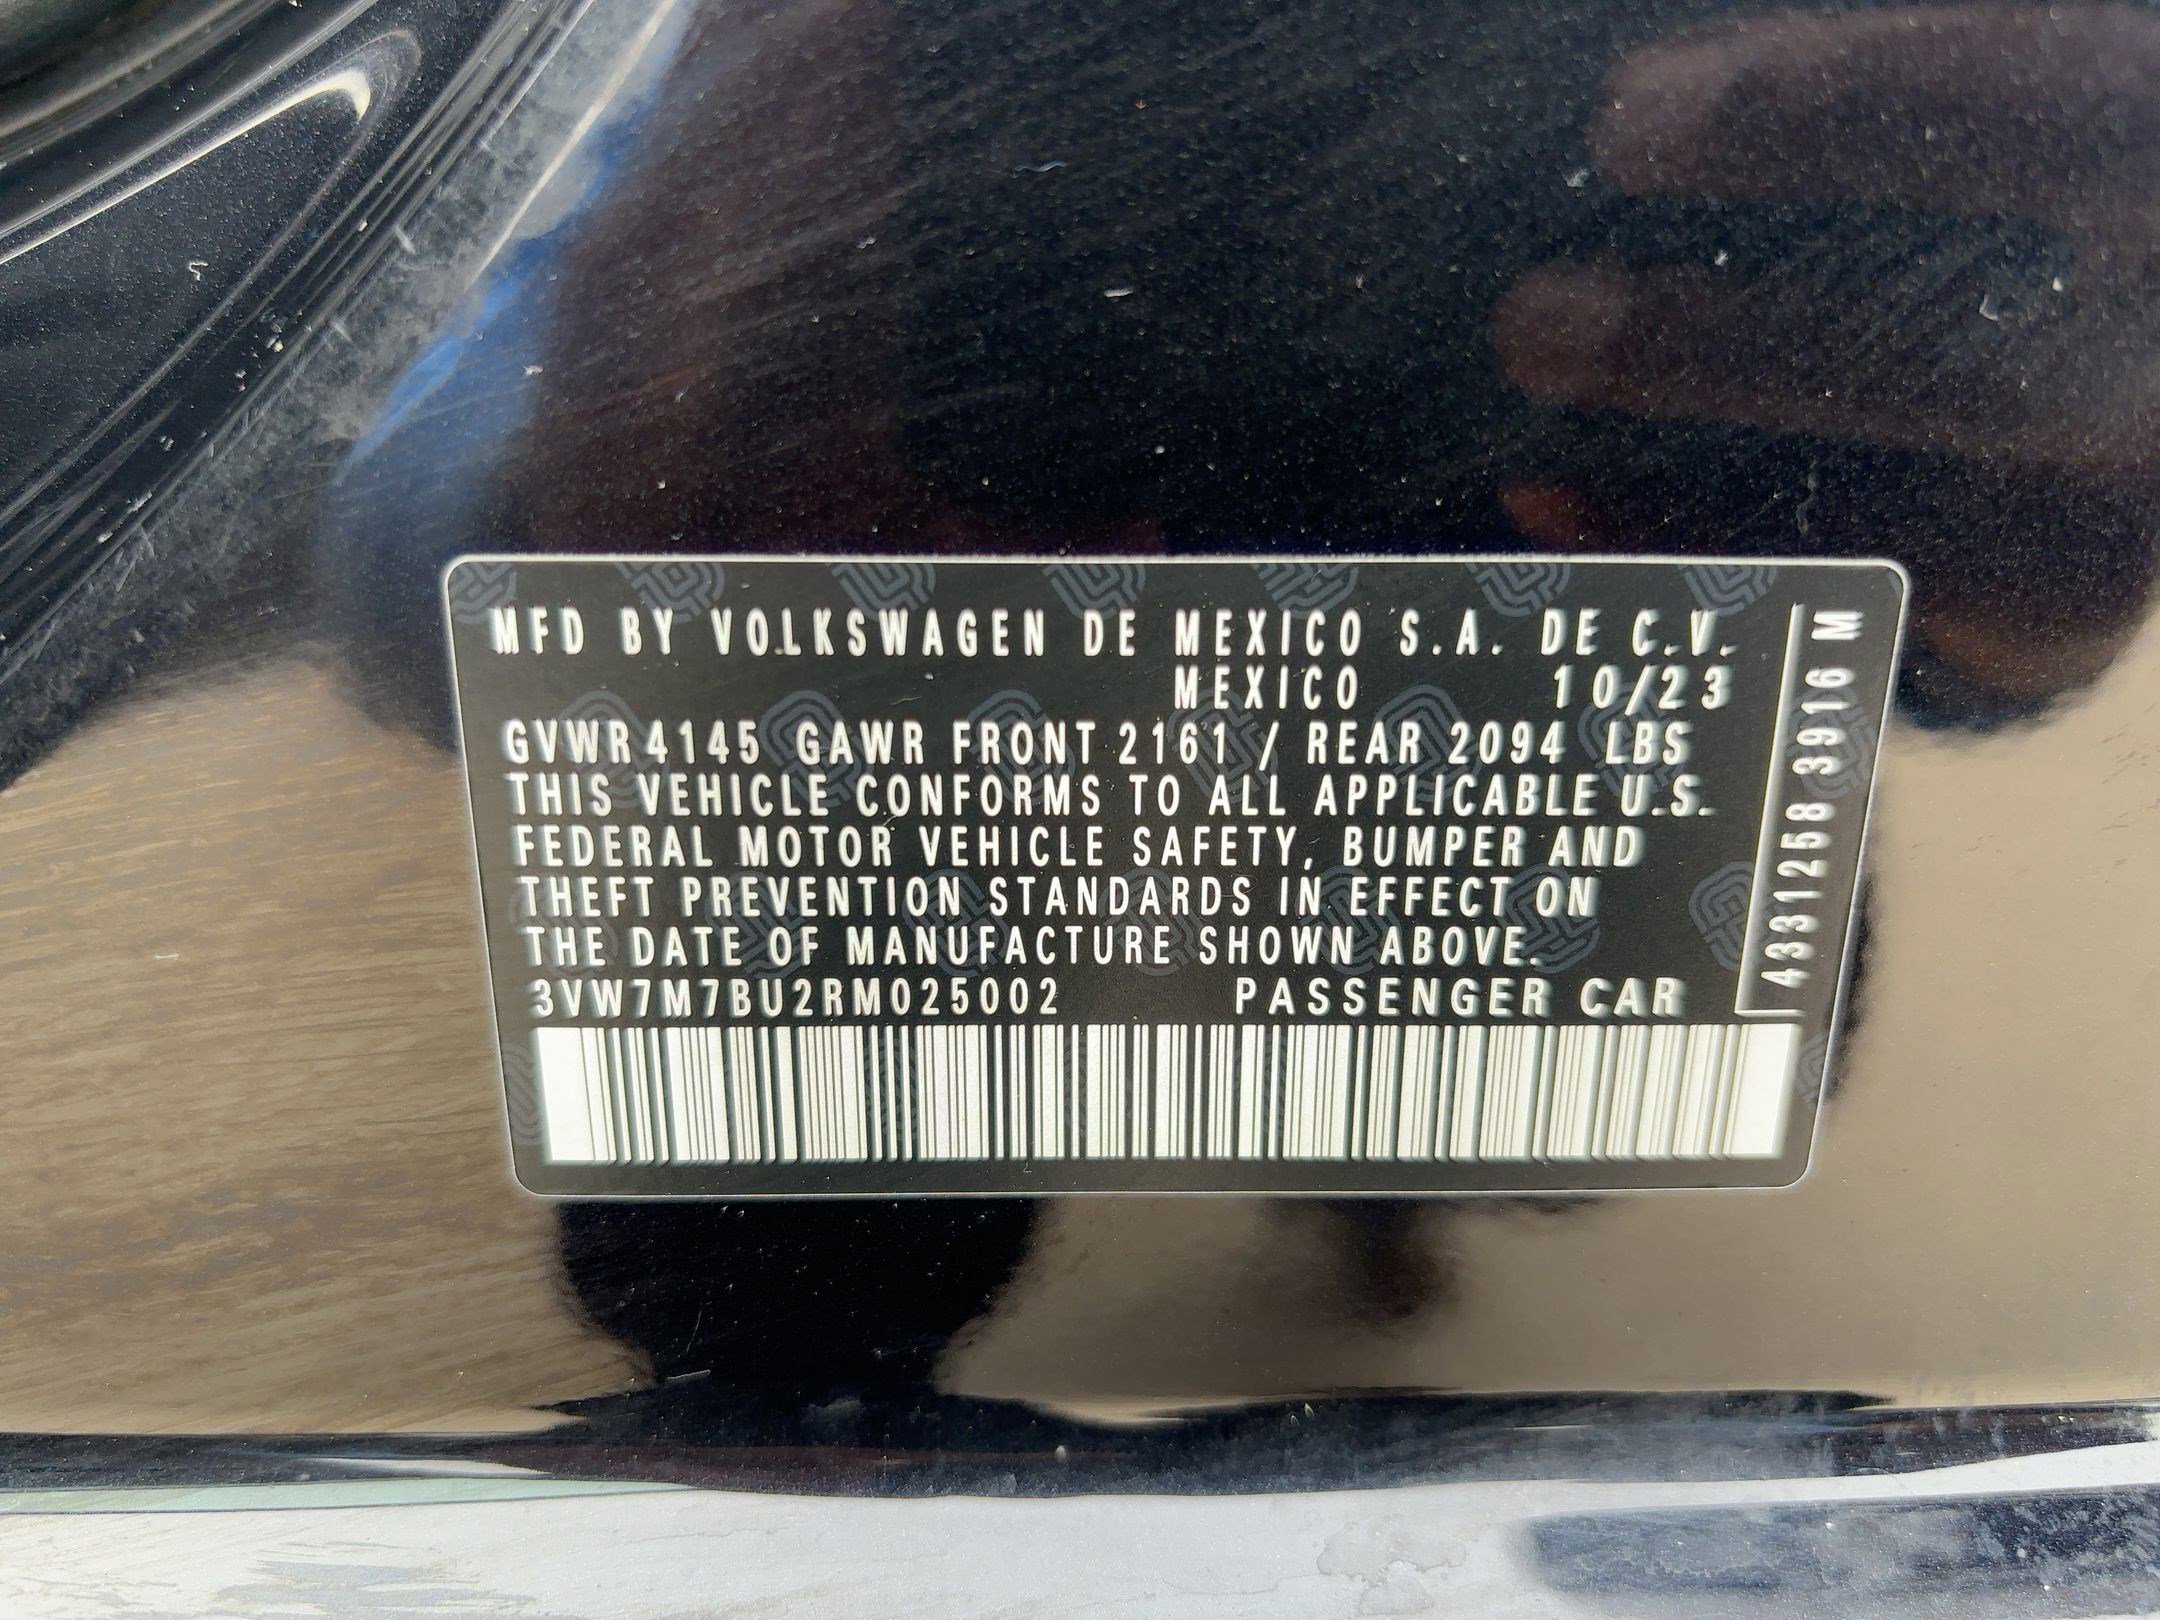 MFD BY VOLKSWAGEN DE MEXICO S.A. DE C.V.
MEXICO 10/23
GVWR 4145 GAWR FRONT 2161 / REAR 2094 LBS
THIS VEHICLE CONFORMS TO ALL APPLICABLE U.S.
FEDERAL MOTOR VEHICLE SAFETY, BUMPER AND
THEFT PREVENTION STANDARDS IN EFFECT ON
THE DATE OF MANUFACTURE SHOWN ABOVE.
3VW7M7BU2RM025002 PASSENGER CAR
4331258 3916 M